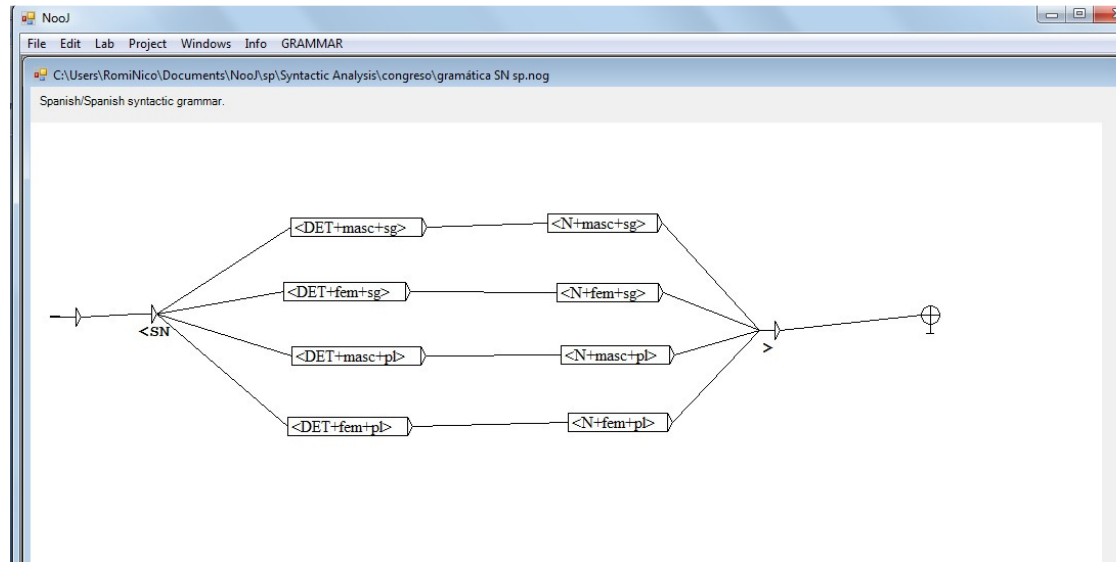 NooJ
File Edit Lab Project Windows Info GRAMMAR
C:\Users\RomiNico\Documents\NooJ\sp\Syntactic Analysis\congreso\gramática SN sp.nog
Spanish/Spanish syntactic grammar.
<DET+masc+sg> <N+masc+sg>
<DET+fem+sg> <N+fem+sg>
<SN
<DET+masc+pl> <N+masc+pl>
>
<DET+fem+pl> <N+fem+pl>